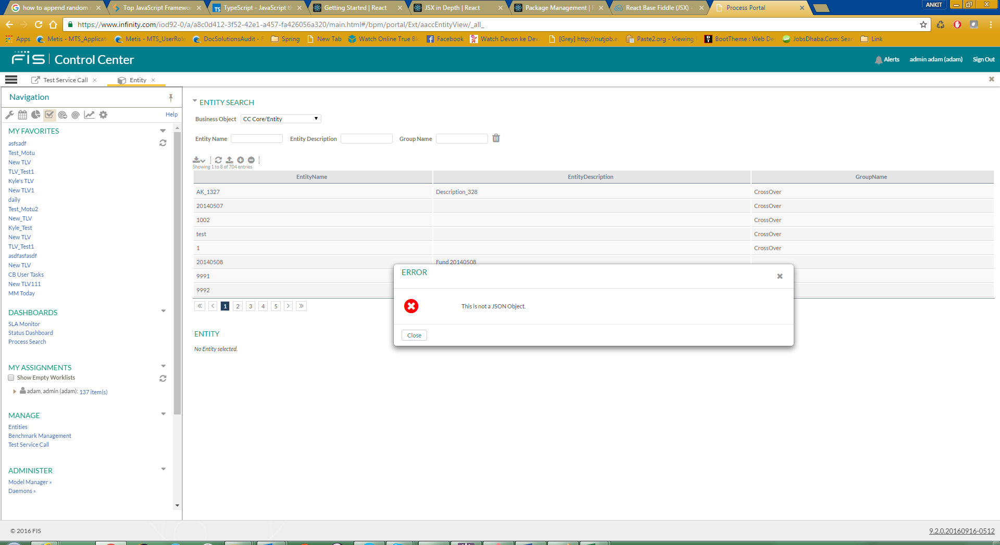 how to append random
Top JavaScript Framewor
TypeScript - JavaScript th
Getting Started | React
JSX in Depth | React
Package Management |
React Base Fiddle (JSX) -
Process Portal
ANKIT
https://www.infinity.com/iod92-0/a/a8c0d412-3f52-42e1-a457-fa426056a320/main.html#/bpm/portal/Ext/aaccEntityView/_all_
Apps
Metis - MTS_Applicat
Metis - MTS_UserRole
DocSolutionsAudit -
Spring
New Tab
Watch Online True Bl
Facebook
Watch Devon ke Dev
[Grey] http://nutjob.e
Paste2.org - Viewing
BootTheme : Web De
JobsDhaba.Com: Sear
Link
FIS | Control Center
Alerts
admin adam (adam)
Sign Out
Test Service Call
Entity
Navigation
Help
MY FAVORITES
asfsadf
Test_Motu
New TLV
TLV_Test1
Kyle's TLV
New TLV1
daily
Test_Motu2
New_TLV
Kyle_Test
New TLV
TLV_Test1
asdfasfasdf
New TLV
CB User Tasks
New TLV111
MM Today
DASHBOARDS
SLA Monitor
Status Dashboard
Process Search
MY ASSIGNMENTS
Show Empty Worklists
adam, admin (adam): 137 item(s)
MANAGE
Entities
Benchmark Management
Test Service Call
ADMINISTER
Model Manager »
Daemons »
ENTITY SEARCH
Business Object CC Core/Entity
Entity Name Entity Description Group Name
Showing 1 to 8 of 704 entries
EntityName EntityDescription GroupName
AK_1327 Description_328 CrossOver
20140507 CrossOver
1002 CrossOver
test CrossOver
1 CrossOver
20140508 Fund 20140508
9991
9992
« < 1 2 3 4 5 > »
ENTITY
No Entity selected.
ERROR
This is not a JSON Object.
Close
© 2016 FIS
9.2.0.20160916-0512